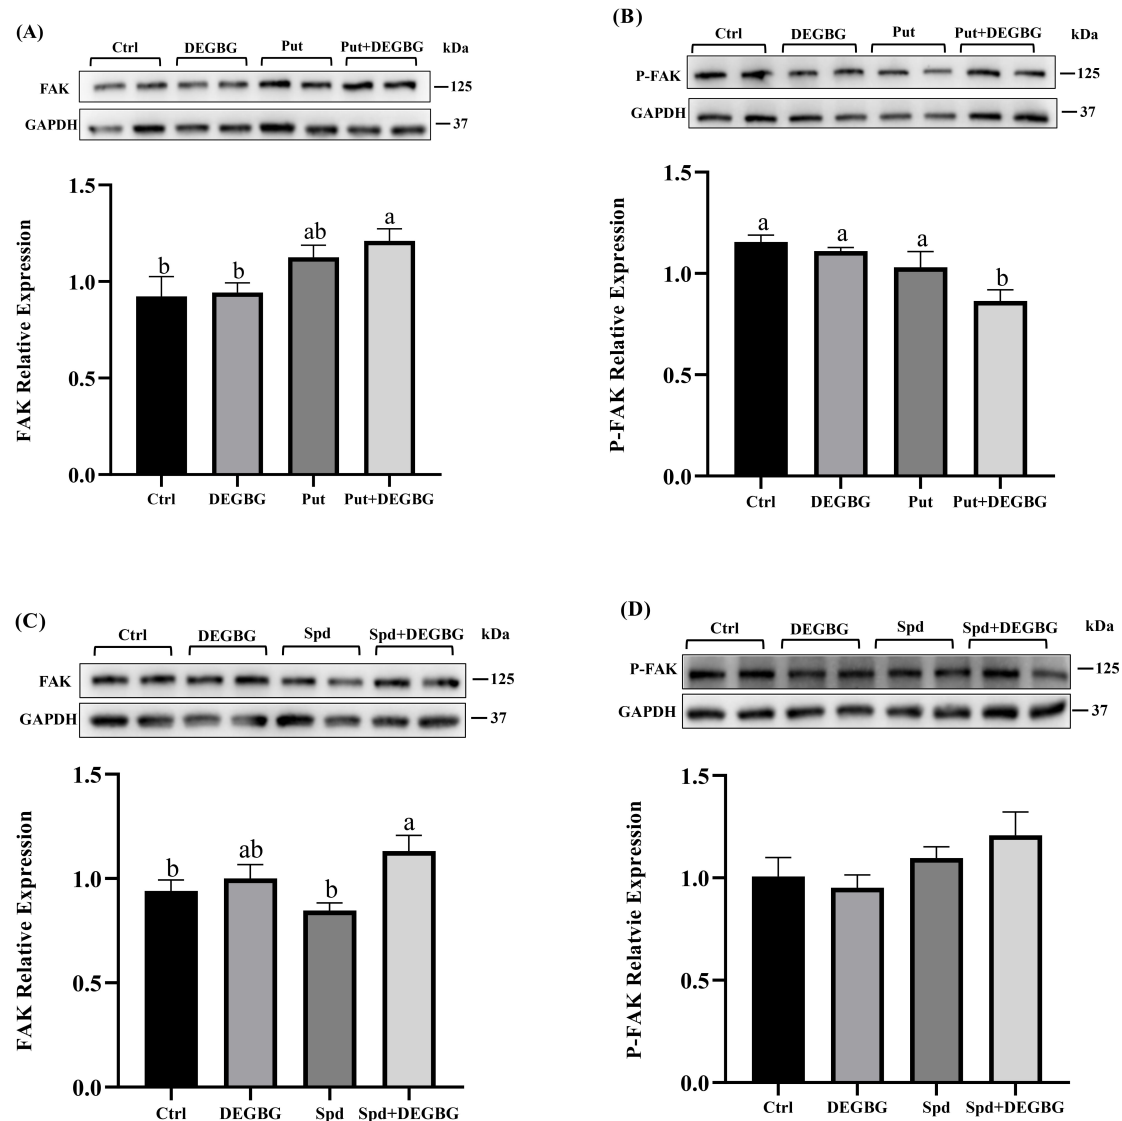 (A)
Ctrl DEGBG Put Put+DEGBG kDa
FAK 125
GAPDH 37
FAK Relative Expression
1.5
1.0
0.5
0.0
b b ab a
Ctrl DEGBG Put Put+DEGBG
(B)
Ctrl DEGBG Put Put+DEGBG kDa
P-FAK 125
GAPDH 37
P-FAK Relative Expression
1.5
1.0
0.5
0.0
a a a b
Ctrl DEGBG Put Put+DEGBG
(C)
Ctrl DEGBG Spd Spd+DEGBG kDa
FAK 125
GAPDH 37
FAK Relative Expression
1.5
1.0
0.5
0.0
b ab b a
Ctrl DEGBG Spd Spd+DEGBG
(D)
Ctrl DEGBG Spd Spd+DEGBG kDa
P-FAK 125
GAPDH 37
P-FAK Relatvie Expression
1.5
1.0
0.5
0.0
Ctrl DEGBG Spd Spd+DEGBG